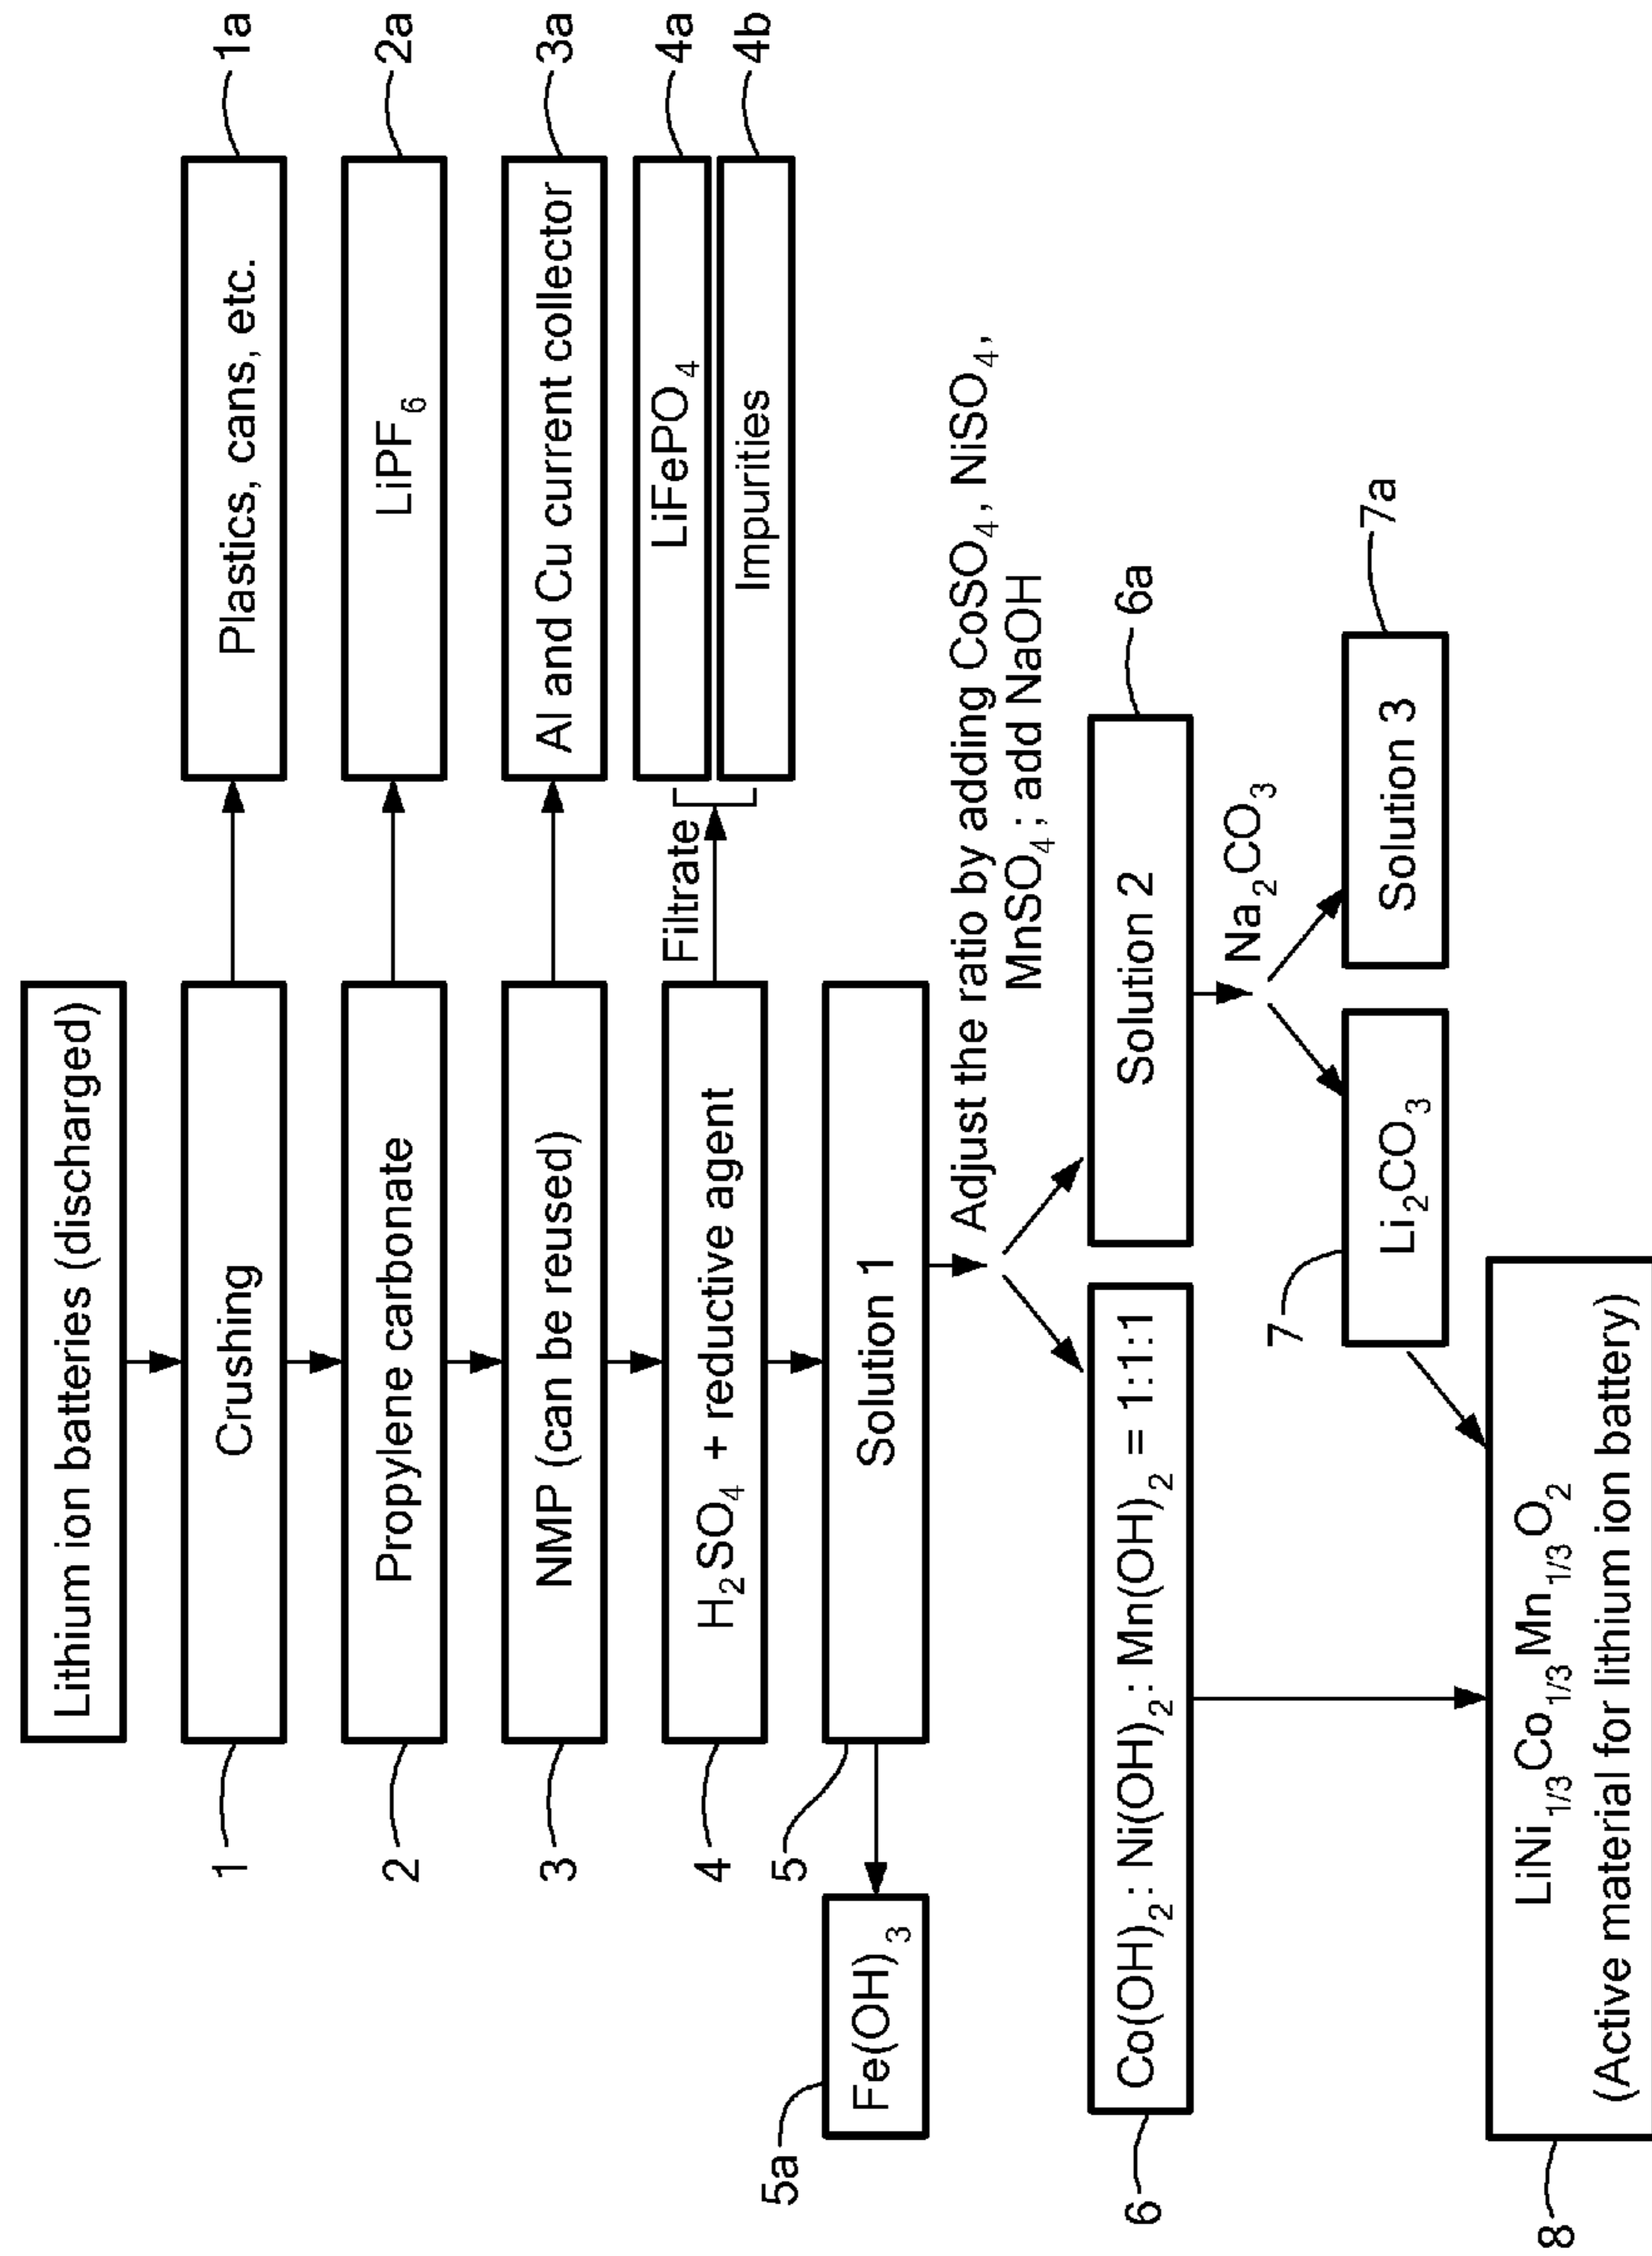 Lithium ion batteries (discharged)
1
Crushing
Plastics, cans, etc.
1a
2
Propylene carbonate
LiPF₆
2a
3
NMP (can be reused)
Al and Cu current collector
3a
4
H₂SO₄ + reductive agent
Filtrate
LiFePO₄
4a
Impurities
4b
5
Solution 1
5a
Fe(OH)₃
Adjust the ratio by adding CoSO₄, NiSO₄,
MnSO₄; add NaOH
6
Co(OH)₂: Ni(OH)₂: Mn(OH)₂ = 1:1:1
Solution 2
6a
Na₂CO₃
7
Li₂CO₃
Solution 3
7a
8
LiNi₁/₃Co₁/₃Mn₁/₃O₂
(Active material for lithium ion battery)